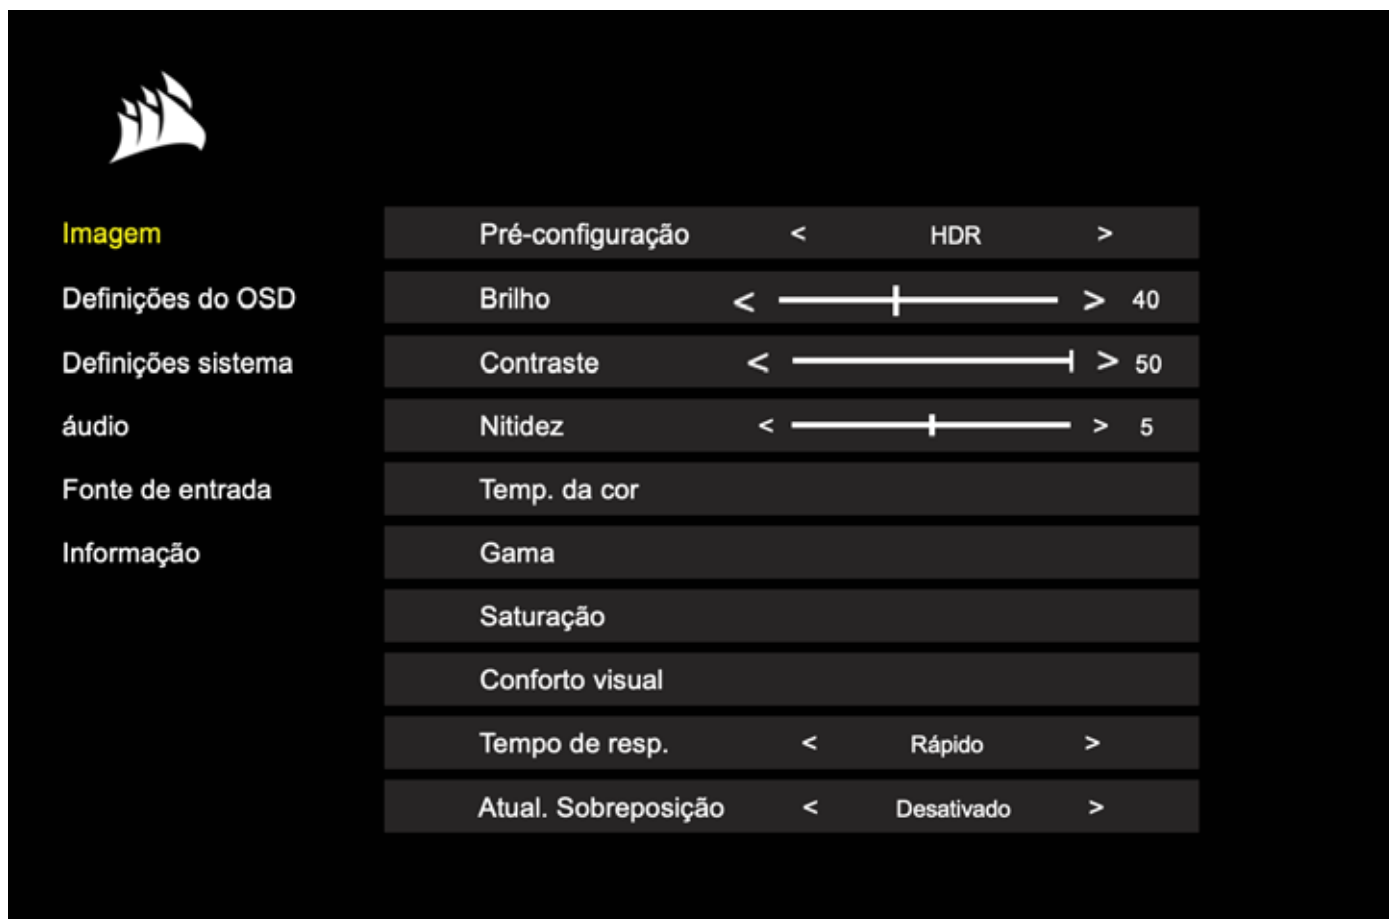 Imagem
Pré-configuração < HDR >
Definições do OSD
Brilho < > 40
Definições sistema
Contraste < > 50
áudio
Nitidez < > 5
Fonte de entrada
Temp. da cor
Informação
Gama
Saturação
Conforto visual
Tempo de resp. < Rápido >
Atual. Sobreposição < Desativado >